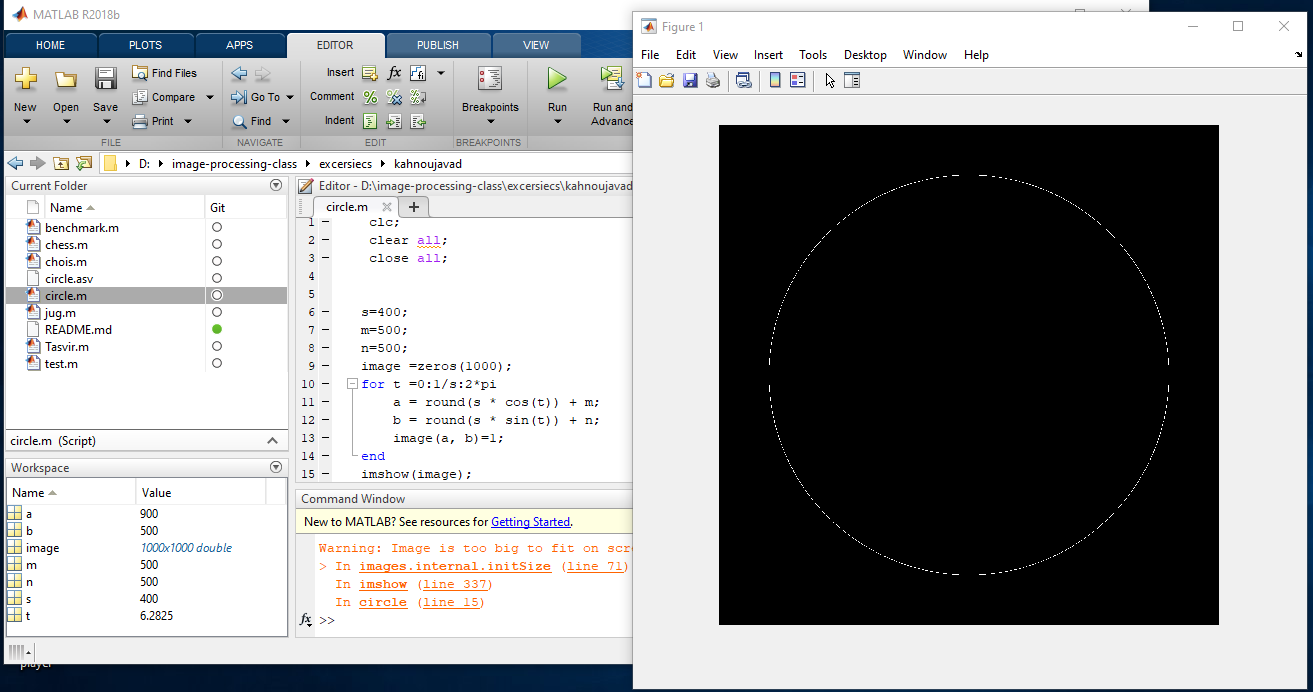 MATLAB R2018b
HOME PLOTS APPS EDITOR PUBLISH VIEW
Find Files
Compare
Print
New Open Save
FILE
Go To
Find
NAVIGATE
Insert fx
Comment
Indent
EDIT
Breakpoints
BREAKPOINTS
Run
Run and
Advance
D: image-processing-class excersiecs kahnoujavad
Current Folder
Name Git
benchmark.m
chess.m
chois.m
circle.asv
circle.m
jug.m
README.md
Tasvir.m
test.m
circle.m (Script)
Workspace
Name Value
a 900
b 500
image 1000x1000 double
m 500
n 500
s 400
t 6.2825
Editor - D:\image-processing-class\excersiecs\kahnoujavad
circle.m
1 clc;
2 clear all;
3 close all;
4
5
6 s=400;
7 m=500;
8 n=500;
9 image =zeros(1000);
10 for t =0:1/s:2*pi
11 a = round(s * cos(t)) + m;
12 b = round(s * sin(t)) + n;
13 image(a, b)=1;
14 end
15 imshow(image);
Command Window
New to MATLAB? See resources for Getting Started.
Warning: Image is too big to fit on scre
> In images.internal.initSize (line 71)
In imshow (line 337)
In circle (line 15)
fx >>
player
Figure 1
File Edit View Insert Tools Desktop Window Help